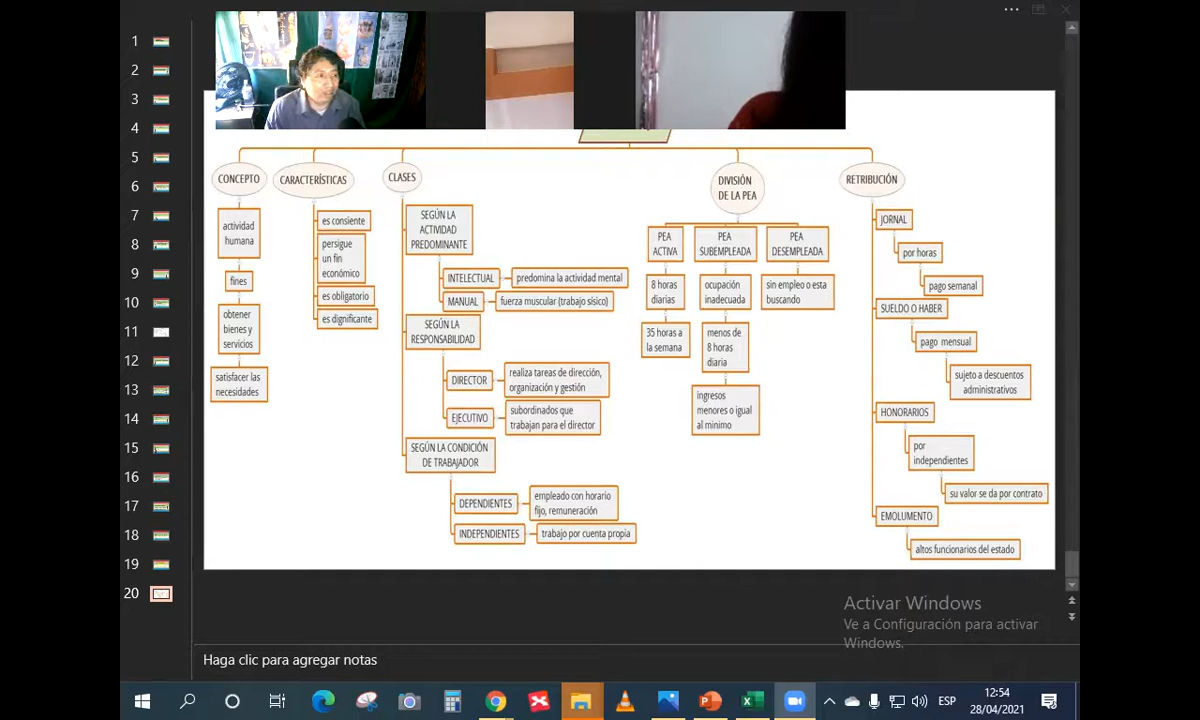 1
2
3
4
5
6
7
8
9
10
11
12
13
14
15
16
17
18
19
20
CONCEPTO
actividad
humana
fines
obtener
bienes y
servicios
satisfacer las
necesidades
CARACTERÍSTICAS
es consiente
persigue
un fin
económico
es obligatorio
es dignificante
CLASES
SEGÚN LA
ACTIVIDAD
PREDOMINANTE
INTELECTUAL
predomina la actividad mental
MANUAL
fuerza muscular (trabajo sísico)
SEGÚN LA
RESPONSABILIDAD
DIRECTOR
realiza tareas de dirección,
organización y gestión
EJECUTIVO
subordinados que
trabajan para el director
SEGÚN LA CONDICIÓN
DE TRABAJADOR
DEPENDIENTES
empleado con horario
fijo, remuneración
INDEPENDIENTES
trabajo por cuenta propia
DIVISIÓN
DE LA PEA
PEA
ACTIVA
8 horas
diarias
35 horas a
la semana
PEA
SUBEMPLEADA
ocupación
inadecuada
menos de
8 horas
diaria
ingresos
menores o igual
al minimo
PEA
DESEMPLEADA
sin empleo o esta
buscando
RETRIBUCIÓN
JORNAL
por horas
pago semanal
SUELDO O HABER
pago mensual
sujeto a descuentos
administrativos
HONORARIOS
por
independientes
su valor se da por contrato
EMOLUMENTO
altos funcionarios del estado
Activar Windows
Ve a Configuración para activar
Windows.
Haga clic para agregar notas
ESP
12:54
28/04/2021